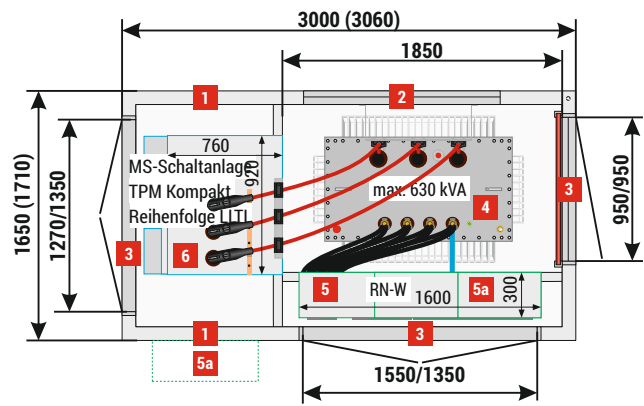 3000 (3060)
1850
1
2
760
MS-Schaltanlage
TPM Kompakt
Reihenfolge LLTL
920
max. 630 kVA
4
3
950/950
1650 (1710)
1270/1350
3
6
5
RN-W
5a
1600
300
1
3
5a
1550/1350